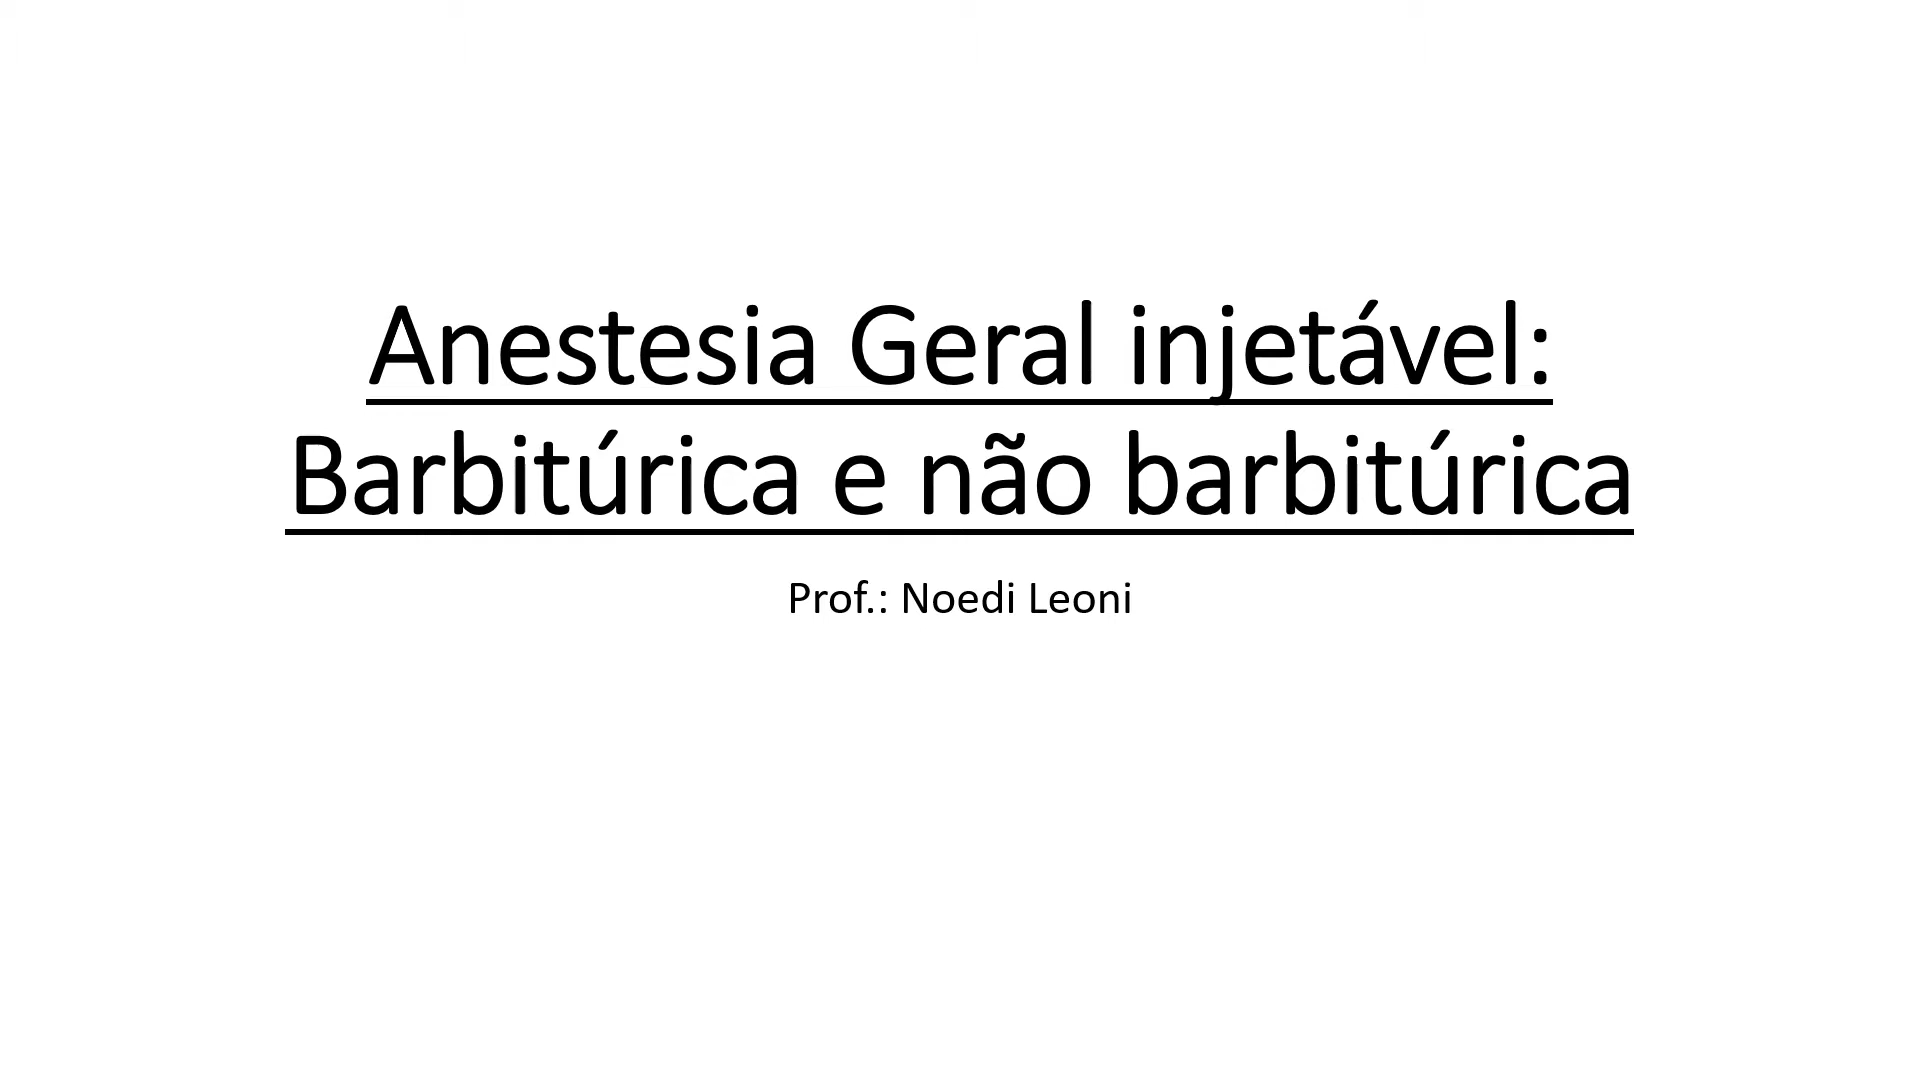 Anestesia Geral injetável:
Barbitúrica e não barbitúrica
Prof.: Noedi Leoni